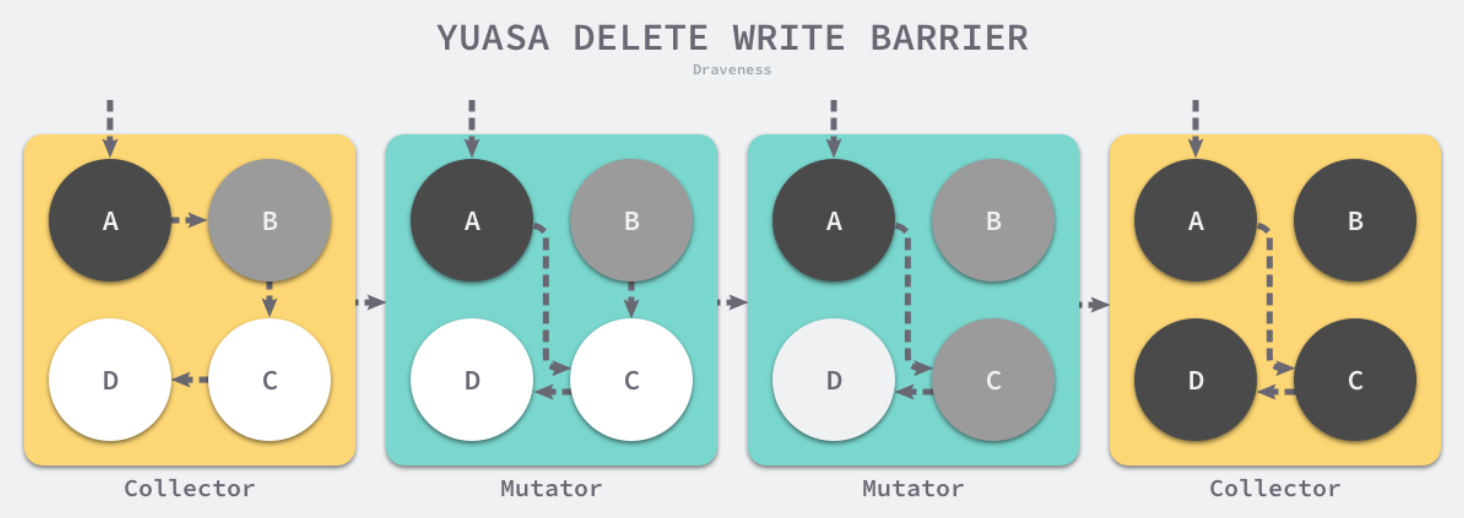 YUASA DELETE WRITE BARRIER
Draveness
A B
D C
Collector
A B
D C
Mutator
A B
D C
Mutator
A B
D C
Collector